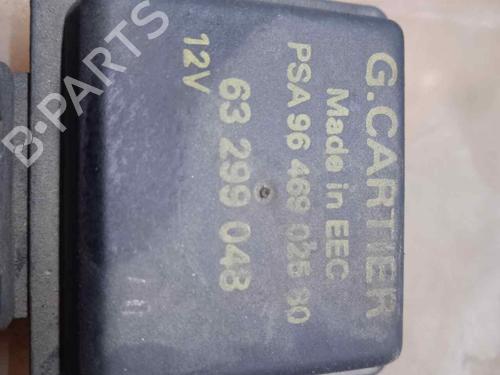 G.CARTIER
Made in EEC
PSA 96 469 025 80
63 299 048
12V
B-PARTS